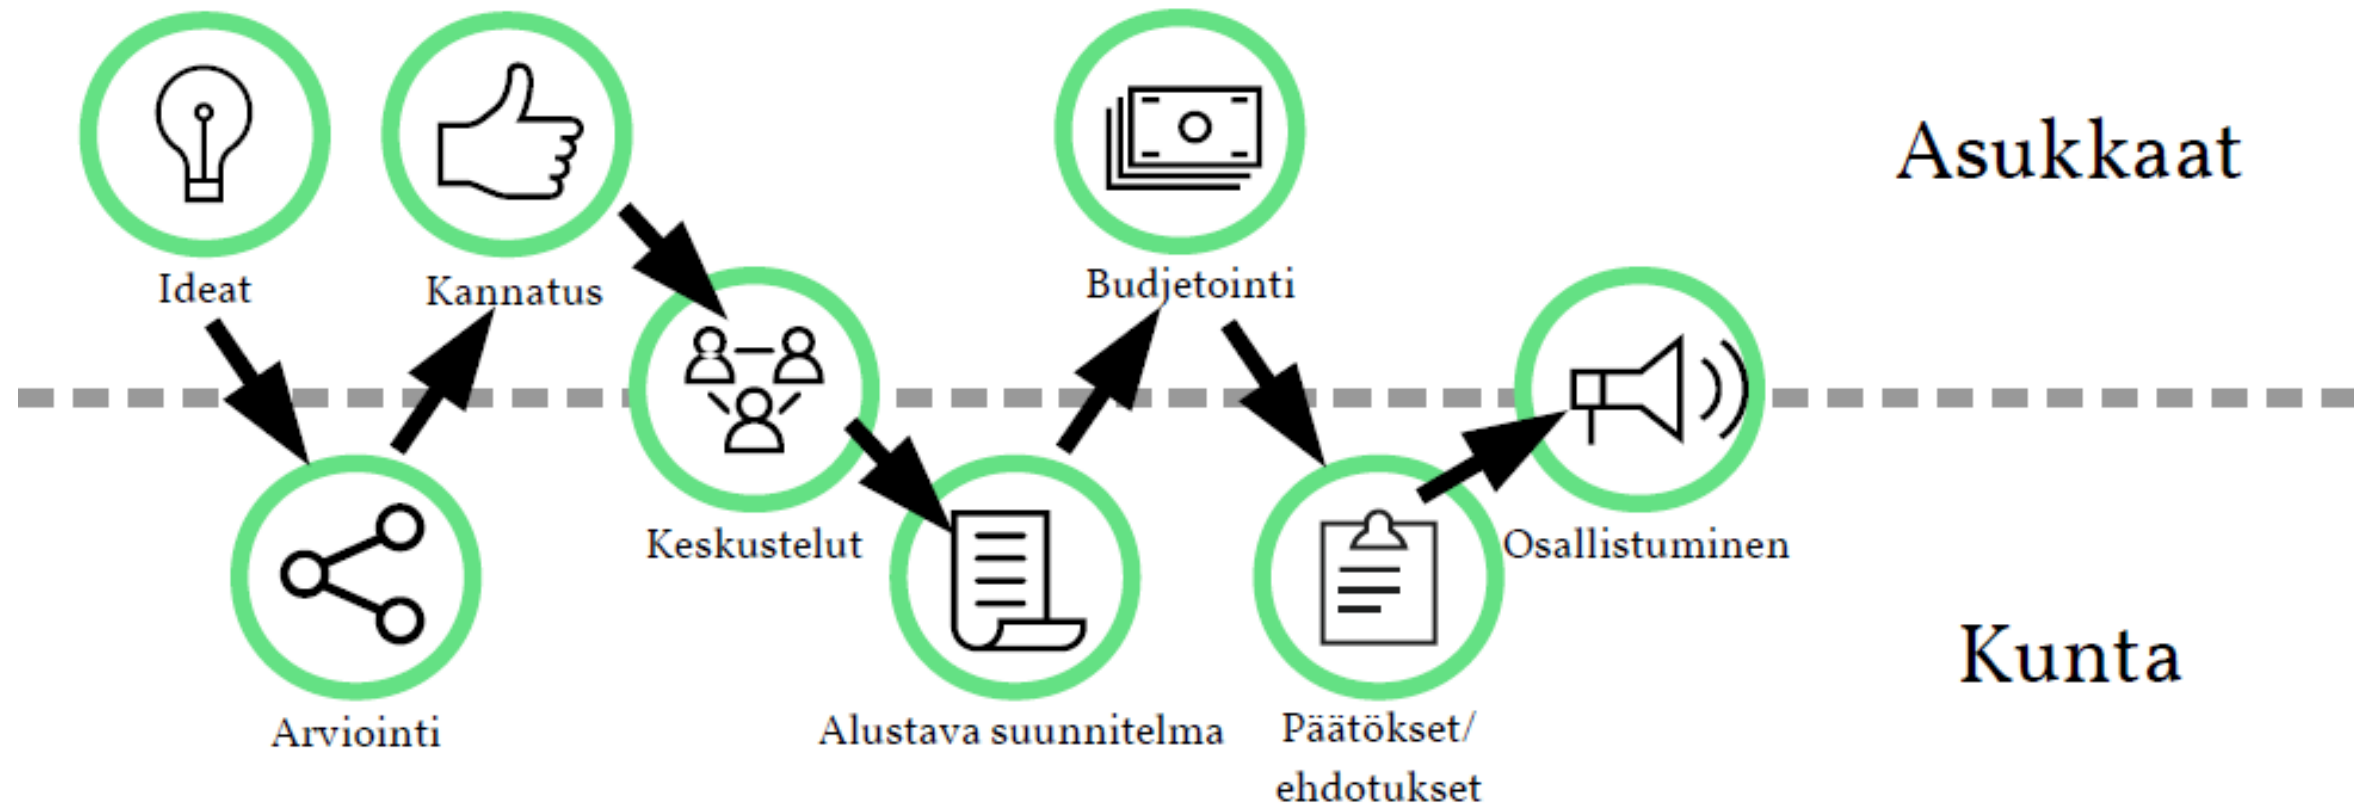 Asukkaat
Ideat
Kannatus
Budjetointi
Keskustelut
Osallistuminen
Kunta
Arviointi
Alustava suunnitelma
Päätökset/
ehdotukset